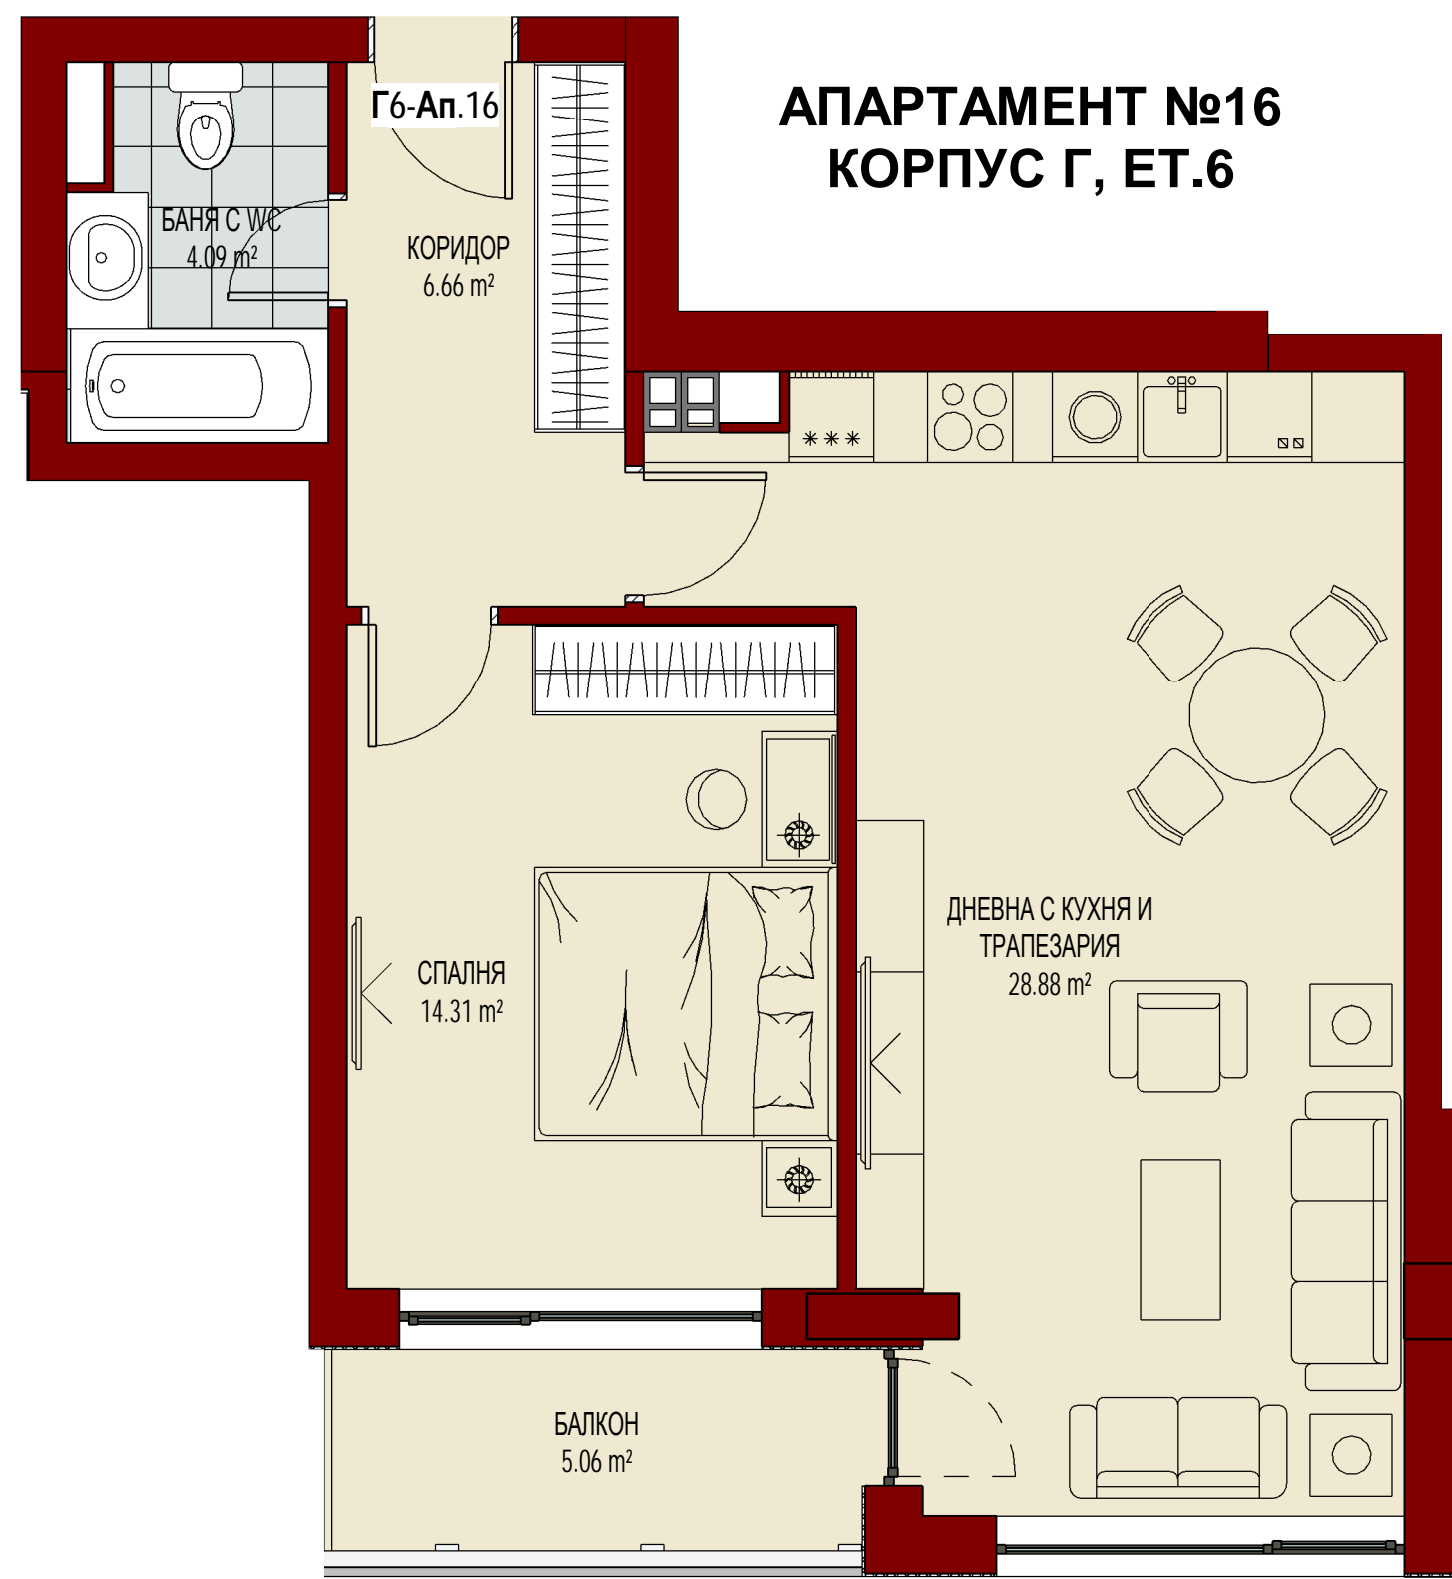 АПАРТАМЕНТ №16
КОРПУС Г, ЕТ.6
Г6-Ап.16
БАНЯ С WC
4.09 m²
КОРИДОР
6.66 m²
ДНЕВНА С КУХНЯ И
ТРАПЕЗАРИЯ
28.88 m²
СПАЛНЯ
14.31 m²
БАЛКОН
5.06 m²